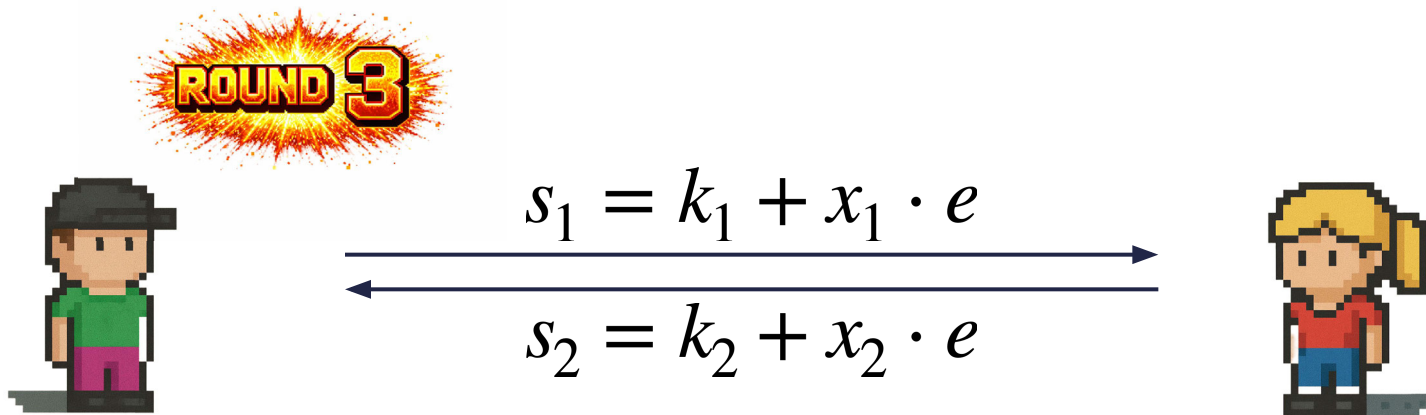 ROUND 3
s₁ = k₁ + x₁ · e
s₂ = k₂ + x₂ · e